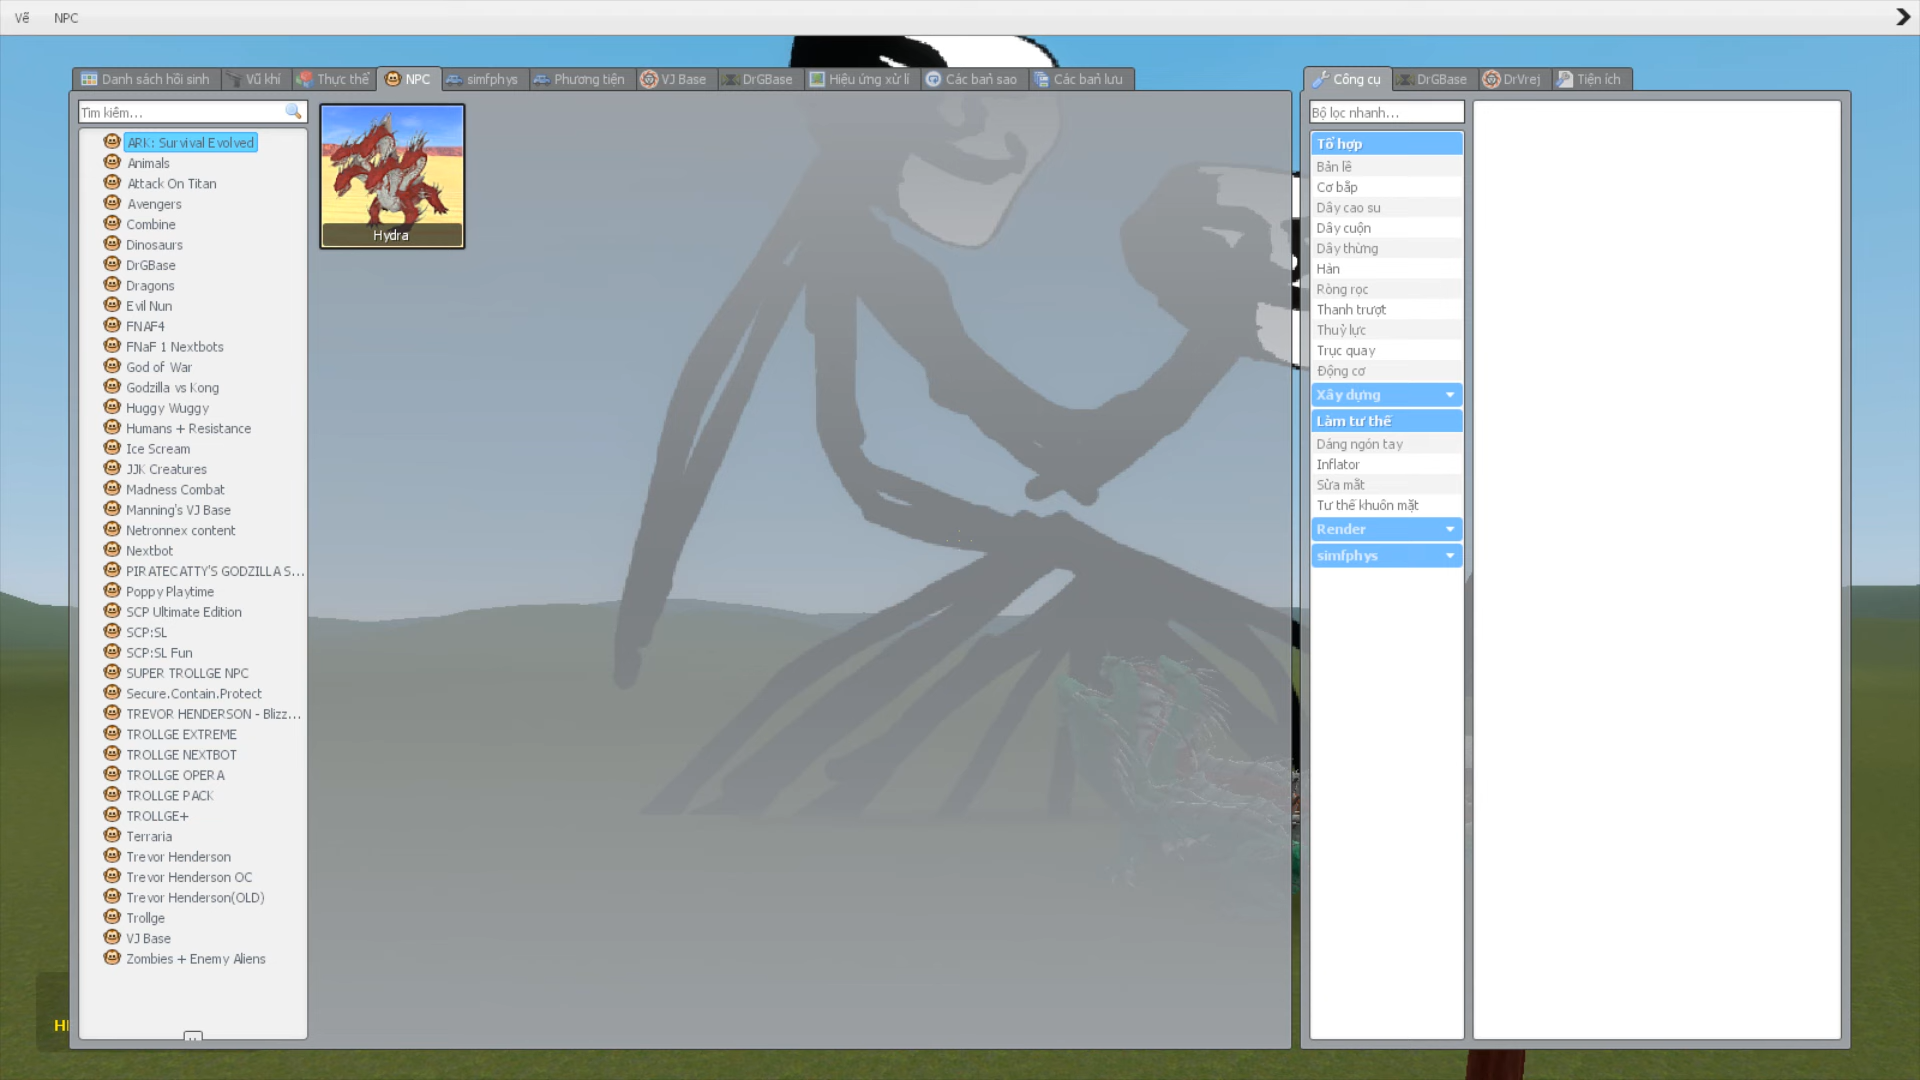 Vẽ NPC
Danh sách hồi sinh Vũ khí Thực thể NPC simfphys Phương tiện VJ Base DrGBase Hiệu ứng xử lí Các bản sao Các bản lưu
Công cụ DrGBase DrVrej Tiện ích
Tìm kiếm...
Bộ lọc nhanh...
ARK: Survival Evolved
Animals
Attack On Titan
Avengers
Combine
Dinosaurs
DrGBase
Dragons
Evil Nun
FNAF4
FNaF 1 Nextbots
God of War
Godzilla vs Kong
Huggy Wuggy
Humans + Resistance
Ice Scream
JJK Creatures
Madness Combat
Manning's VJ Base
Netronnex content
Nextbot
PIRATECATTY'S GODZILLA S...
Poppy Playtime
SCP Ultimate Edition
SCP:SL
SCP:SL Fun
SUPER TROLLGE NPC
Secure.Contain.Protect
TREVOR HENDERSON - Blizz...
TROLLGE EXTREME
TROLLGE NEXTBOT
TROLLGE OPERA
TROLLGE PACK
TROLLGE+
Terraria
Trevor Henderson
Trevor Henderson OC
Trevor Henderson(OLD)
Trollge
VJ Base
Zombies + Enemy Aliens
Hydra
Tổ hợp
Bản lề
Cơ bắp
Dây cao su
Dây cuộn
Dây thừng
Hàn
Ròng rọc
Thanh trượt
Thuỷ lực
Trục quay
Động cơ
Xây dựng
Làm tư thế
Dáng ngón tay
Inflator
Sửa mắt
Tư thế khuôn mặt
Render
simfphys